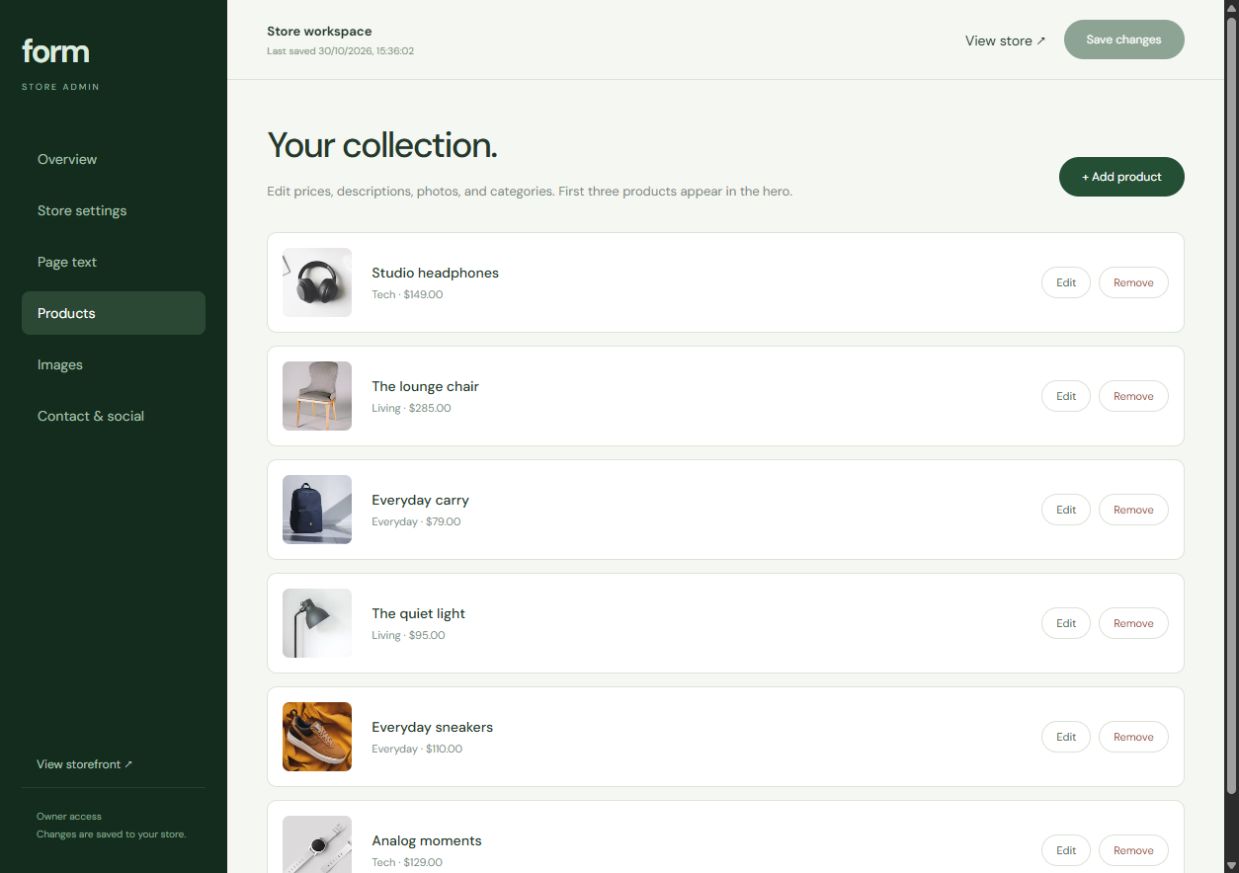 form
STORE ADMIN
Overview
Store settings
Page text
Products
Images
Contact & social
View storefront ↗
Owner access
Changes are saved to your store.
Store workspace
Last saved 30/10/2026, 15:36:02
View store ↗
Save changes
Your collection.
Edit prices, descriptions, photos, and categories. First three products appear in the hero.
+ Add product
Studio headphones
Tech · $149.00
Edit
Remove
The lounge chair
Living · $285.00
Edit
Remove
Everyday carry
Everyday · $79.00
Edit
Remove
The quiet light
Living · $95.00
Edit
Remove
Everyday sneakers
Everyday · $110.00
Edit
Remove
Analog moments
Tech · $129.00
Edit
Remove